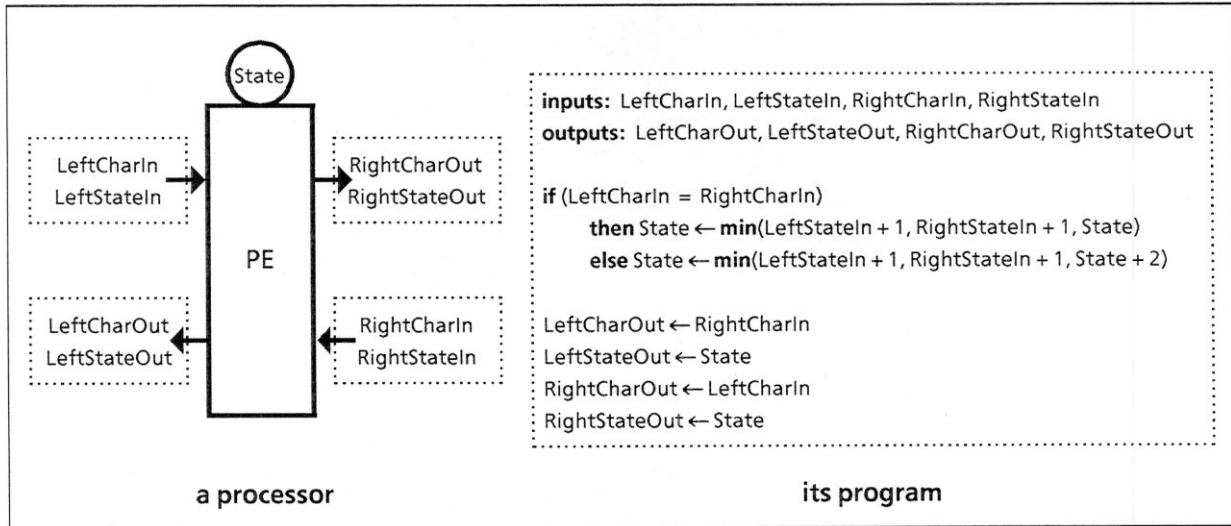 State
LeftCharIn
LeftStateIn
RightCharOut
RightStateOut
PE
LeftCharOut
LeftStateOut
RightCharIn
RightStateIn
a processor
inputs: LeftCharIn, LeftStateIn, RightCharIn, RightStateIn
outputs: LeftCharOut, LeftStateOut, RightCharOut, RightStateOut
if (LeftCharIn = RightCharIn)
then State ← min(LeftStateIn + 1, RightStateIn + 1, State)
else State ← min(LeftStateIn + 1, RightStateIn + 1, State + 2)
LeftCharOut ← RightCharIn
LeftStateOut ← State
RightCharOut ← LeftCharIn
RightStateOut ← State
its program